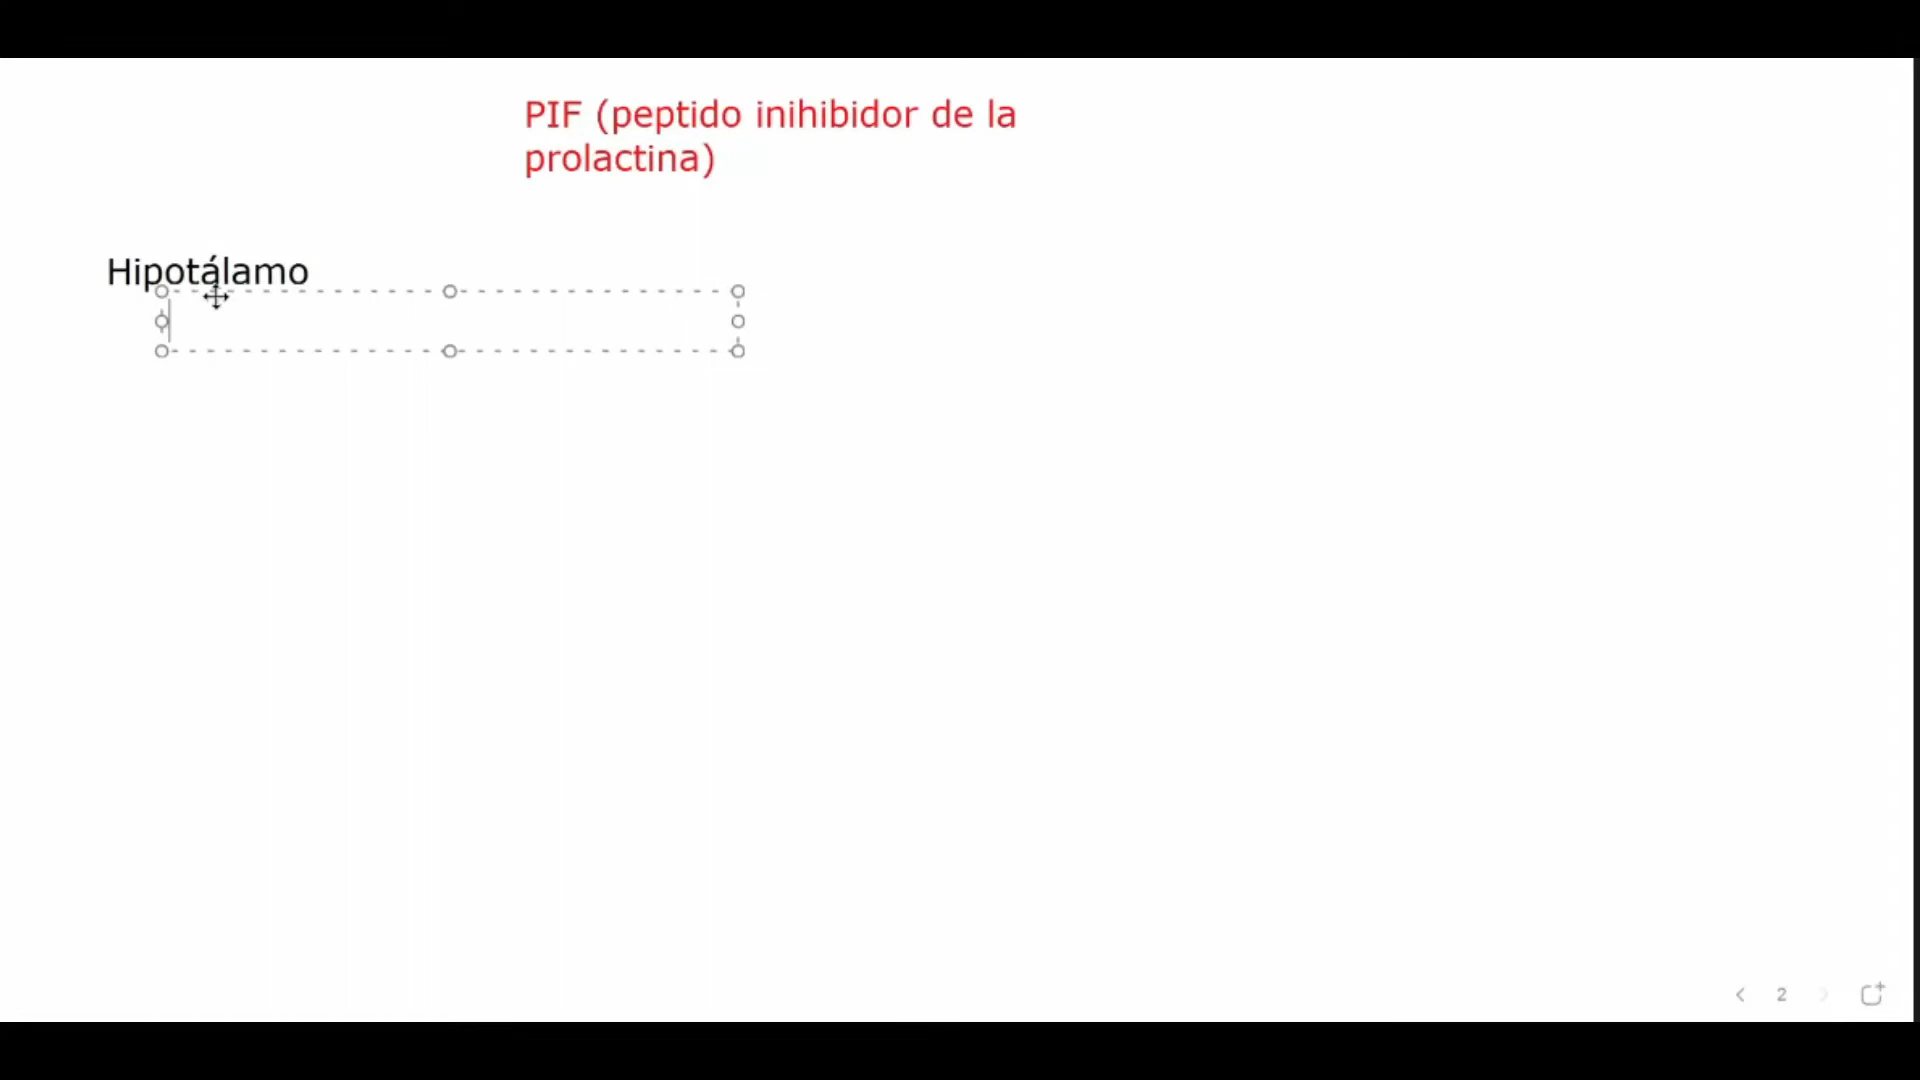 PIF (peptido inihibidor de la
prolactina)
Hipotálamo
2